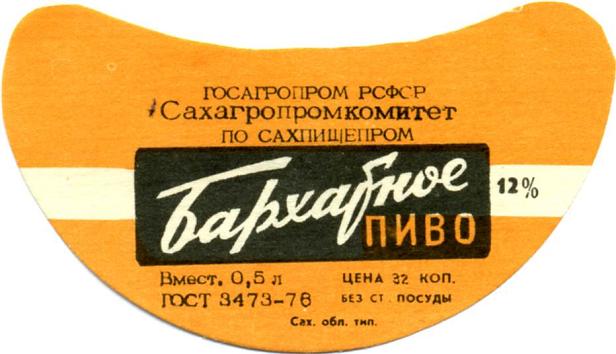 ГОСАГРОПРОМ РСФСР
Сахагропромкомитет
ПО САХПИЩЕПРОМ
Бархатное
ПИВО
12%
Вмест. 0,5 л
ЦЕНА 32 КОП.
ГОСТ 3473-78
БЕЗ СТ. ПОСУДЫ
Сах. обл. тип.